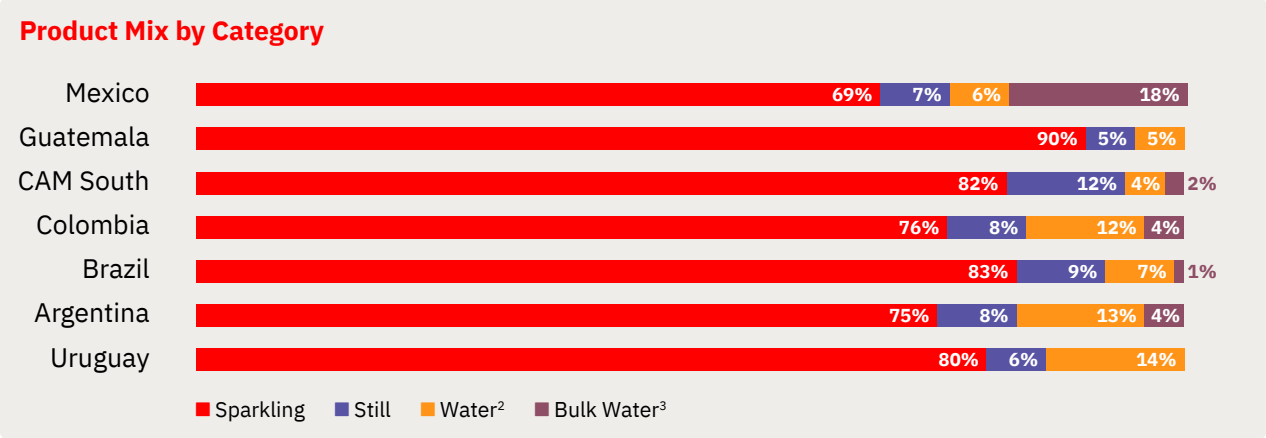 Product Mix by Category
Mexico 69% 7% 6% 18%
Guatemala 90% 5% 5%
CAM South 82% 12% 4% 2%
Colombia 76% 8% 12% 4%
Brazil 83% 9% 7% 1%
Argentina 75% 8% 13% 4%
Uruguay 80% 6% 14%
Sparkling Still Water² Bulk Water³